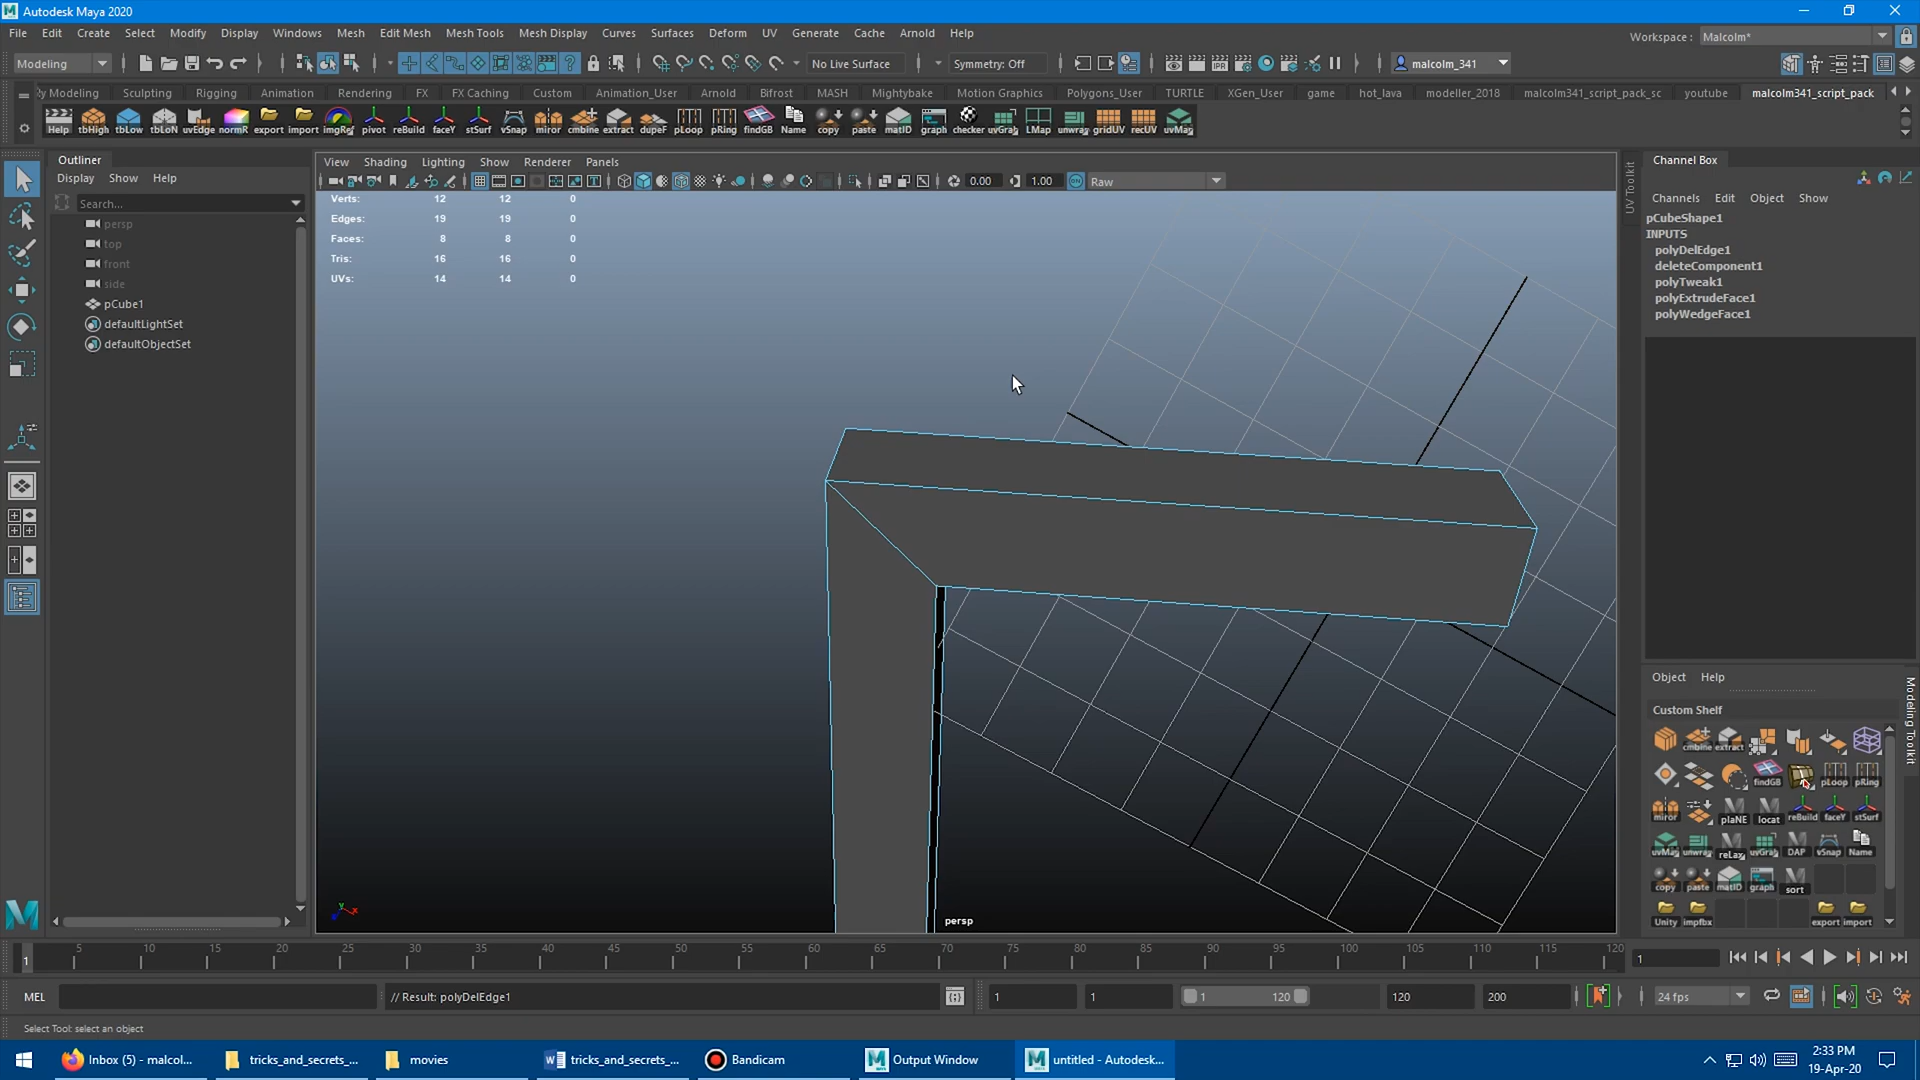 Autodesk Maya 2020
File Edit Create Select Modify Display Windows Mesh Edit Mesh Mesh Tools Mesh Display Curves Surfaces Deform UV Generate Cache Arnold Help
Workspace : Malcolm*
Modeling No Live Surface Symmetry: Off malcolm_341
ly Modeling Sculpting Rigging Animation Rendering FX FX Caching Custom Animation_User Arnold Bifrost MASH Mightybake Motion Graphics Polygons_User TURTLE XGen_User game hot_lava modeller_2018 malcolm341_script_pack_sc youtube malcolm341_script_pack
Help tbHigh tbLow tbLoN uvEdge normR export import imgRef pivot reBuild faceY stSurf vSnap miror cmbine extract dupeF pLoop pRing findGB Name copy paste matID graph checker uvGrab LMap unwra gridUV recUV uvMag
Outliner
Display Show Help
Search...
persp
top
front
side
pCube1
defaultLightSet
defaultObjectSet
View Shading Lighting Show Renderer Panels
0.00 1.00 Raw
Verts: 12 12 0
Edges: 19 19 0
Faces: 8 8 0
Tris: 16 16 0
UVs: 14 14 0
y x
persp
UV Toolkit
Channel Box
Channels Edit Object Show
pCubeShape1
INPUTS
polyDelEdge1
deleteComponent1
polyTweak1
polyExtrudeFace1
polyWedgeFace1
Object Help
Custom Shelf
cmbine extract
findGB pLoop pRing
miror plaNE locat reBuild faceY stSurf
uvMag unwra reLax uvGrab DAP vSnap Name
copy paste matID graph sort
Unity impfbx export import
Modeling Toolkit
1 5 10 15 20 25 30 35 40 45 50 55 60 65 70 75 80 85 90 95 100 105 110 115 120
1
MEL // Result: polyDelEdge1 1 1 1 120 120 200 24 fps
Select Tool: select an object
Inbox (5) - malcol... tricks_and_secrets_... movies tricks_and_secrets_... Bandicam Output Window untitled - Autodesk...
2:33 PM
19-Apr-20